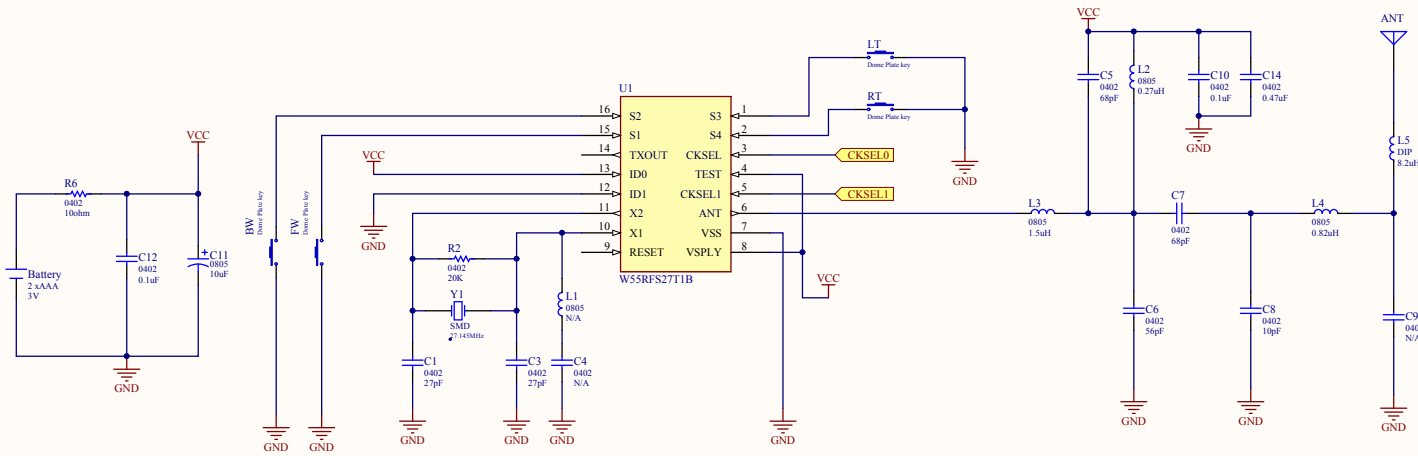 VCC
R6
0402
10ohm
Battery
2 xAAA
3V
C12
0402
0.1uF
C11
0805
10uF
GND
BW
Dome Plate key
GND
FW
Dome Plate key
GND
VCC
GND
R2
0402
20K
Y1
SMD
27.145MHz
C1
0402
27pF
GND
C3
0402
27pF
GND
L1
0805
N/A
C4
0402
N/A
GND
U1
16 S2 S3 1
15 S1 S4 2
14 TXOUT CKSEL 3
13 ID0 TEST 4
12 ID1 CKSEL1 5
11 X2 ANT 6
10 X1 VSS 7
9 RESET VSPLY 8
W55RFS27T1B
LT
Dome Plate key
RT
Dome Plate key
GND
CKSEL0
CKSEL1
VCC
GND
L3
0805
1.5uH
VCC
C5
0402
68pF
L2
0805
0.27uH
C10
0402
0.1uF
C14
0402
0.47uF
GND
C7
0402
68pF
C6
0402
56pF
GND
C8
0402
10pF
GND
L4
0805
0.82uH
ANT
L5
DIP
8.2uH
C9
040
N/A
GND